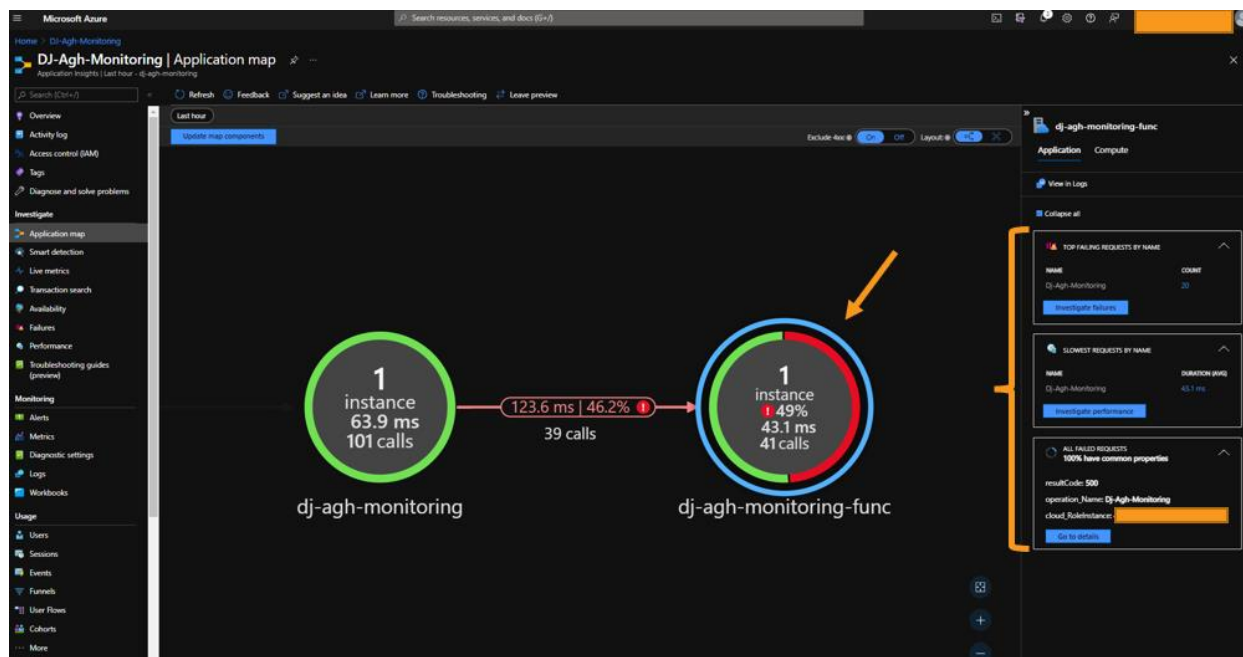 Microsoft Azure
Search resources, services, and docs (G+/)
Home > DJ-Agh-Monitoring
DJ-Agh-Monitoring | Application map
Application Insights | Last hour - dj-agh-monitoring
Search (Ctrl+/)
Refresh
Feedback
Suggest an idea
Learn more
Troubleshooting
Leave preview
Overview
Activity log
Access control (IAM)
Tags
Diagnose and solve problems
Investigate
Application map
Smart detection
Live metrics
Transaction search
Availability
Failures
Performance
Troubleshooting guides
(preview)
Monitoring
Alerts
Metrics
Diagnostic settings
Logs
Workbooks
Usage
Users
Sessions
Events
Funnels
User Flows
Cohorts
More
Last hour
Update map components
Exclude 4xx
On
Off
Layout:
1
instance
63.9 ms
101 calls
dj-agh-monitoring
123.6 ms | 46.2%
39 calls
1
instance
49%
43.1 ms
41 calls
dj-agh-monitoring-func
dj-agh-monitoring-func
Application
Compute
View in Logs
Collapse all
TOP FAILING REQUESTS BY NAME
NAME COUNT
Dj-Agh-Monitoring 20
Investigate failures
SLOWEST REQUESTS BY NAME
NAME DURATION (AVG)
Dj-Agh-Monitoring 43.1 ms
Investigate performance
ALL FAILED REQUESTS
100% have common properties
resultCode: 500
operation_Name: Dj-Agh-Monitoring
cloud_RoleInstance:
Go to details